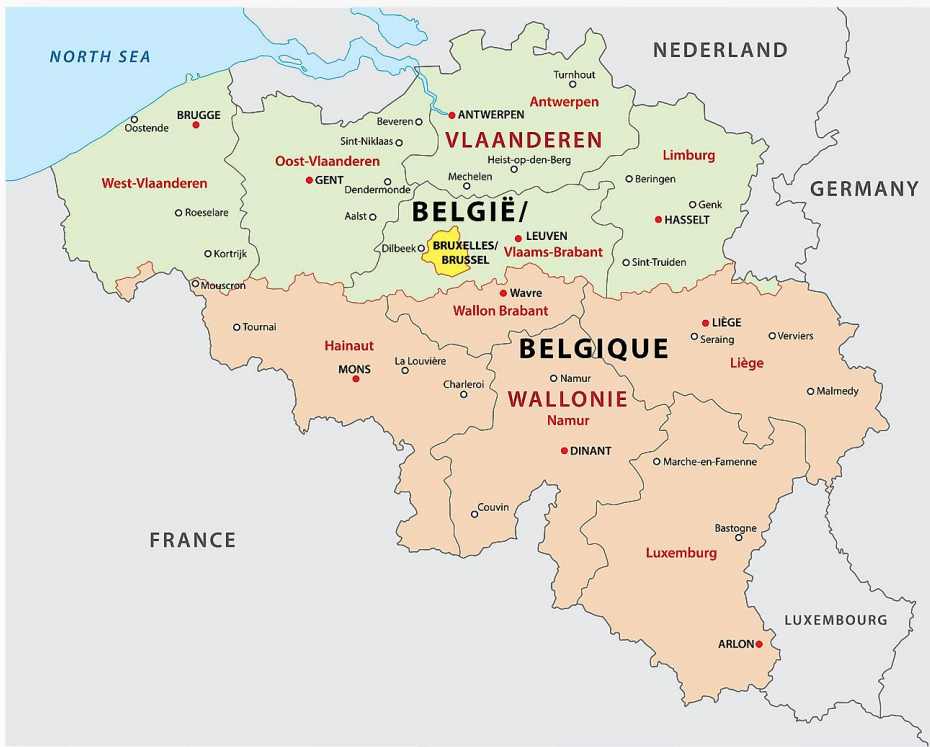 NORTH SEA
NEDERLAND
Turnhout
Antwerpen
BRUGGE
Oostende
Beveren
ANTWERPEN
Sint-Niklaas
VLAANDEREN
Oost-Vlaanderen
Heist-op-den-Berg
Limburg
West-Vlaanderen
GENT
Dendermonde
Mechelen
Beringen
GERMANY
Roeselare
Aalst
BELGIË/
Genk
HASSELT
Kortrijk
Dilbeek
BRUXELLES/
BRUSSEL
LEUVEN
Vlaams-Brabant
Sint-Truiden
Mouscron
Wavre
Wallon Brabant
Tournai
LIÈGE
Seraing
Verviers
Hainaut
BELGIQUE
Liège
MONS
La Louvière
Charleroi
Namur
Malmedy
WALLONIE
Namur
DINANT
Marche-en-Famenne
Couvin
FRANCE
Bastogne
Luxemburg
LUXEMBOURG
ARLON